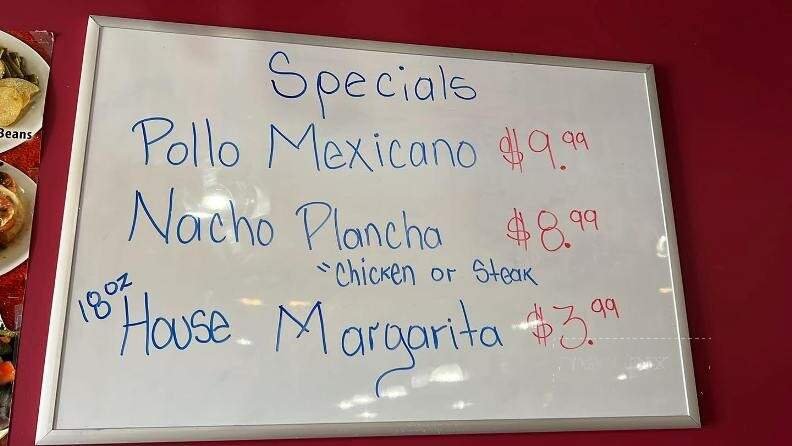 Specials
Pollo Mexicano $9.99
Nacho Plancha $8.99
"Chicken or Steak
18oz House Margarita $3.99
Beans